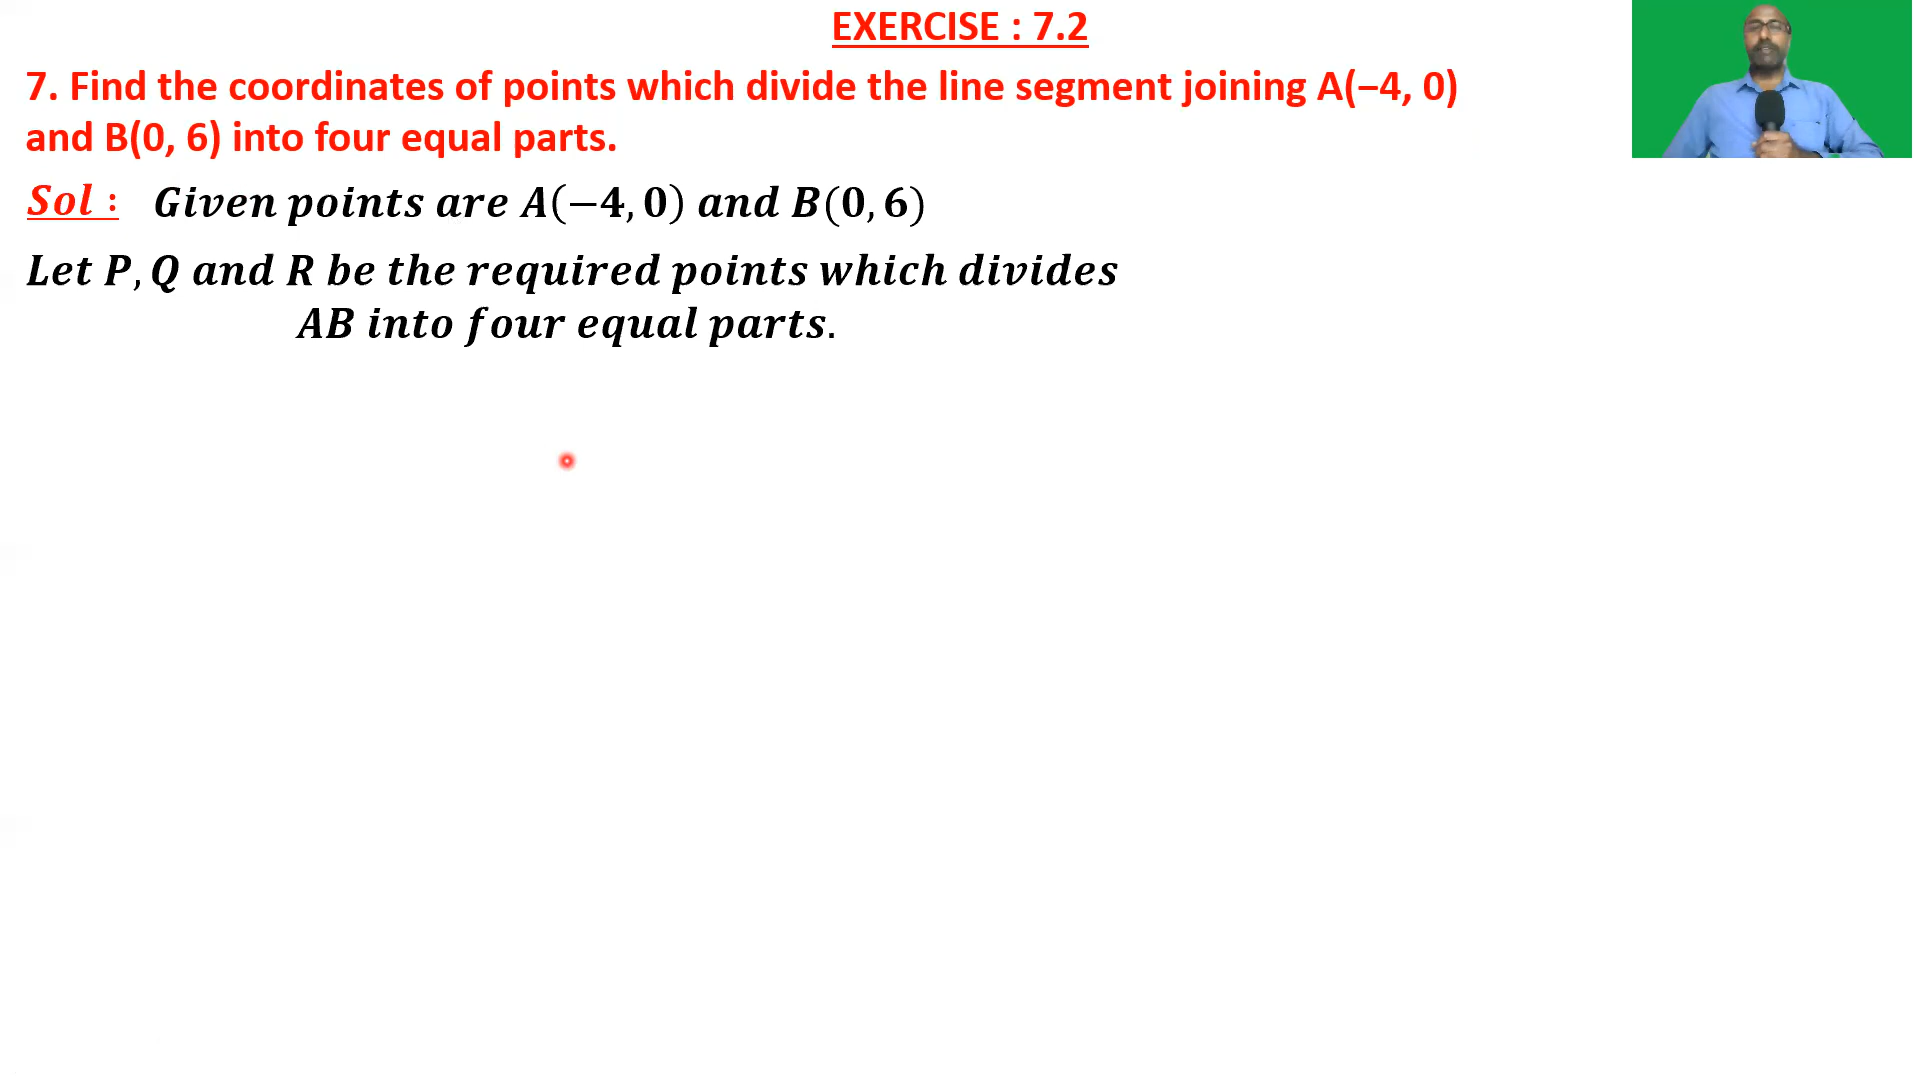 EXERCISE : 7.2
7. Find the coordinates of points which divide the line segment joining A(−4, 0)
and B(0, 6) into four equal parts.
Sol : Given points are A(−4, 0) and B(0, 6)
Let P, Q and R be the required points which divides
AB into four equal parts.